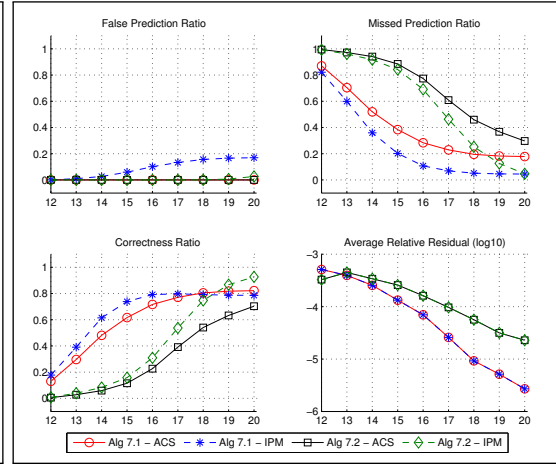 False Prediction Ratio
1
0.8
0.6
0.4
0.2
0
12 13 14 15 16 17 18 19 20
Missed Prediction Ratio
1
0.8
0.6
0.4
0.2
0
12 13 14 15 16 17 18 19 20
Correctness Ratio
1
0.8
0.6
0.4
0.2
0
12 13 14 15 16 17 18 19 20
Average Relative Residual (log10)
−3
−4
−5
−6
12 13 14 15 16 17 18 19 20
Alg 7.1 − ACS Alg 7.1 − IPM Alg 7.2 − ACS Alg 7.2 − IPM